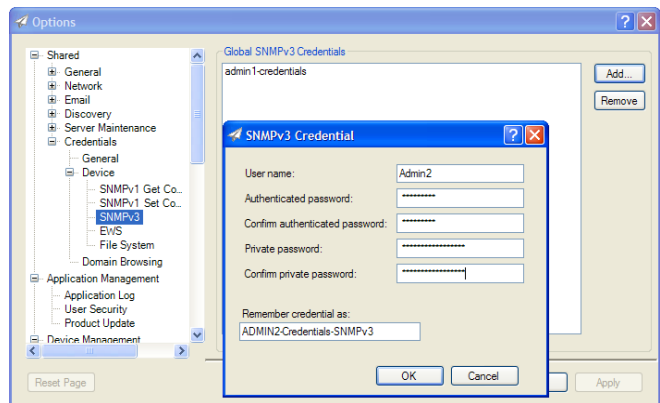 Options
Shared
General
Network
Email
Discovery
Server Maintenance
Credentials
General
Device
SNMPv1 Get Co...
SNMPv1 Set Co...
SNMPv3
EWS
File System
Domain Browsing
Application Management
Application Log
User Security
Product Update
Device Management
Reset Page
Global SNMPv3 Credentials
admin1-credentials
Add...
Remove
SNMPv3 Credential
User name: Admin2
Authenticated password:
Confirm authenticated password:
Private password:
Confirm private password:
Remember credential as:
ADMIN2-Credentials-SNMPv3
OK Cancel
Apply